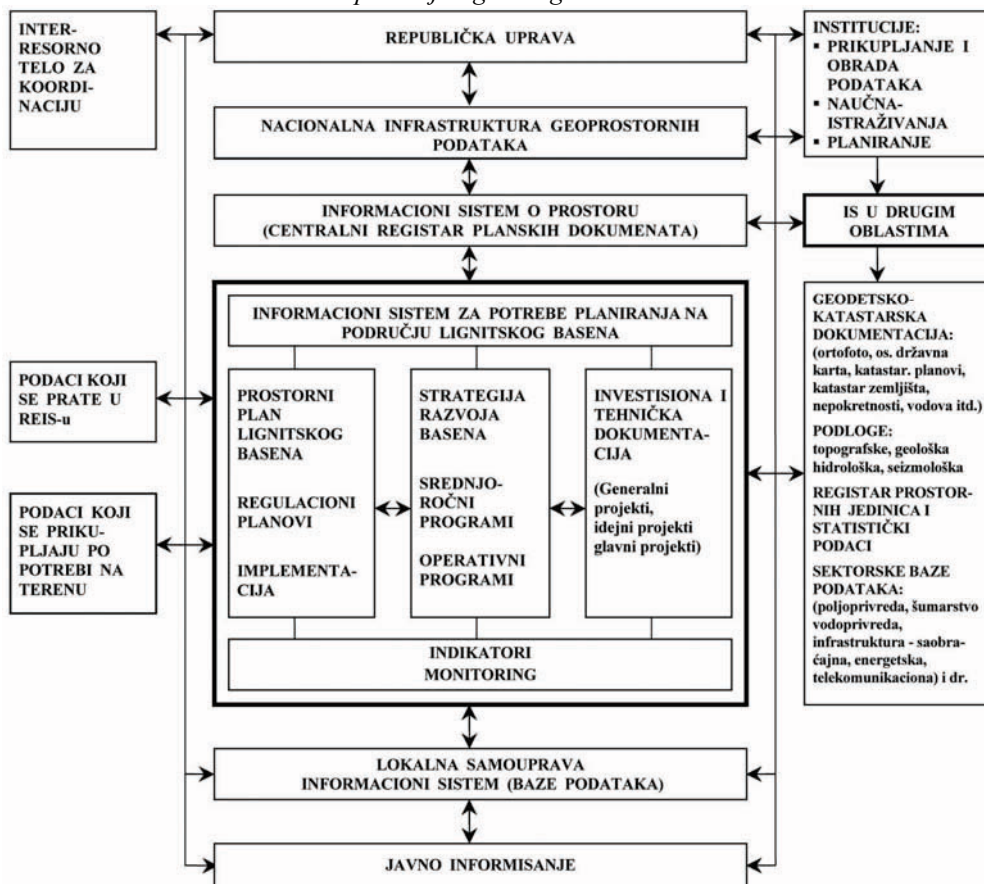 INTER-
RESORNO
TELO ZA
KOORDI-
NACIJU
REPUBLIČKA UPRAVA
INSTITUCIJE:
▪ PRIKUPLJANJE I
OBRADA
PODATAKA
▪ NAUČNA-
ISTRAŽIVANJA
▪ PLANIRANJE
NACIONALNA INFRASTRUKTURA GEOPROSTORNIH
PODATAKA
INFORMACIONI SISTEM O PROSTORU
(CENTRALNI REGISTAR PLANSKIH DOKUMENATA)
IS U DRUGIM
OBLASTIMA
INFORMACIONI SISTEM ZA POTREBE PLANIRANJA NA
PODRUČJU LIGNITSKOG BASENA
PODACI KOJI
SE PRATE U
REIS-u
PODACI KOJI
SE PRIKU-
PLJAJU PO
POTREBI NA
TERENU
PROSTORNI
PLAN
LIGNITSKOG
BASENA
REGULACIONI
PLANOVI
IMPLEMENTA-
CIJA
STRATEGIJA
RAZVOJA
BASENA
SREDNJO-
ROČNI
PROGRAMI
OPERATIVNI
PROGRAMI
INVESTISIONA I
TEHNIČKA
DOKUMENTA-
CIJA
(Generalni
projekti,
idejni projekti
glavni projekti)
INDIKATORI
MONITORING
GEODETSKO-
KATASTARSKA
DOKUMENTACIJA:
(ortofoto, os. državna
karta, katastar. planovi,
katastar zemljišta,
nepokretnosti, vodova itd.)
PODLOGE:
topografske, geološka
hidrološka, seizmološka
REGISTAR PROSTOR-
NIH JEDINICA I
STATISTIČKI
PODACI
SEKTORSKE BAZE
PODATAKA:
(poljoprivreda, šumarstvo
vodoprivreda,
infrastruktura - saobra-
ćajna, energetska,
telekomunikaciona) i dr.
LOKALNA SAMOUPRAVA
INFORMACIONI SISTEM (BAZE PODATAKA)
JAVNO INFORMISANJE